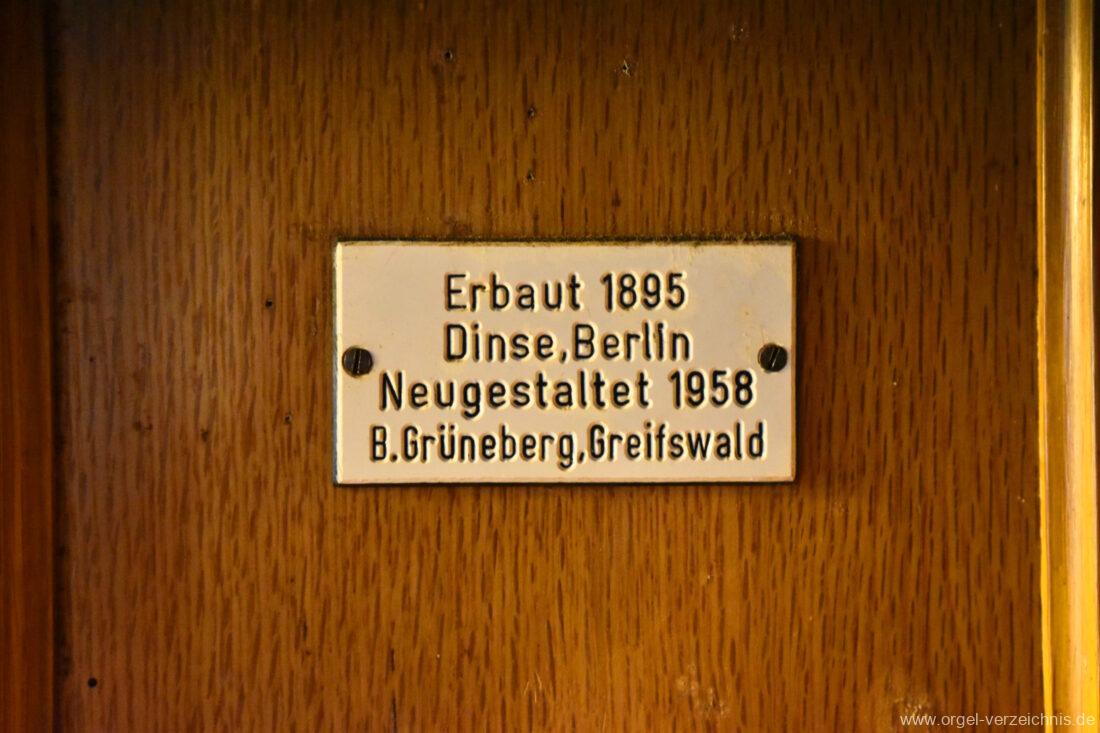 Erbaut 1895
Dinse,Berlin
Neugestaltet 1958
B.Grüneberg,Greifswald
www.orgel-verzeichnis.de